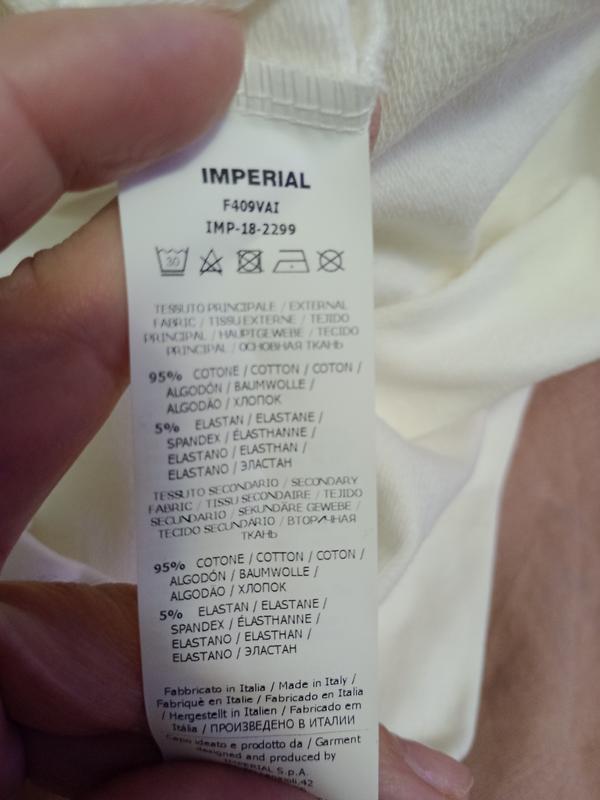 IMPERIAL
F409VAI
IMP-18-2299
30
TESSUTO PRINCIPALE / EXTERNAL
FABRIC / TISSU EXTERNE / TEJIDO
PRINCIPAL / HAUPTGEWEBE / TECIDO
PRINCIPAL / ОСНОВНАЯ ТКАНЬ
95% COTONE / COTTON / COTON /
ALGODÓN / BAUMWOLLE /
ALGODÃO / ХЛОПОК
5% ELASTAN / ELASTANE /
SPANDEX / ÉLASTHANNE /
ELASTANO / ELASTHAN /
ELASTANO / ЭЛАСТАН
TESSUTO SECONDARIO / SECONDARY
FABRIC / TISSU SECONDAIRE / TEJIDO
SECUNDARIO / SEKUNDÄRE GEWEBE /
TECIDO SECUNDÁRIO / ВТОРИЧНАЯ
ТКАНЬ
95% COTONE / COTTON / COTON /
ALGODÓN / BAUMWOLLE /
ALGODÃO / ХЛОПОК
5% ELASTAN / ELASTANE /
SPANDEX / ÉLASTHANNE /
ELASTANO / ELASTHAN /
ELASTANO / ЭЛАСТАН
Fabbricato in Italia / Made in Italy /
Fabriqué en Italie / Fabricado en Italia
/ Hergestellt in Italien / Fabricado em
Itália / ПРОИЗВЕДЕНО В ИТАЛИИ
Capo ideato e prodotto da / Garment
designed and produced by
IMPERIAL S.p.A.
42